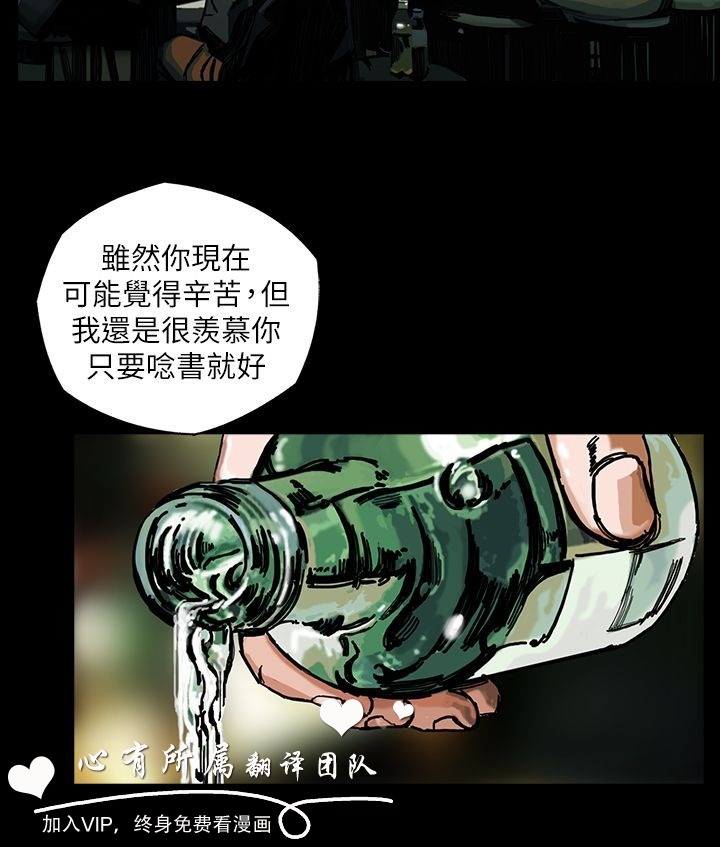 雖然你現在
可能覺得辛苦，但
我還是很羨慕你
只要唸書就好
心有所属翻译团队
加入VIP，终身免费看漫画